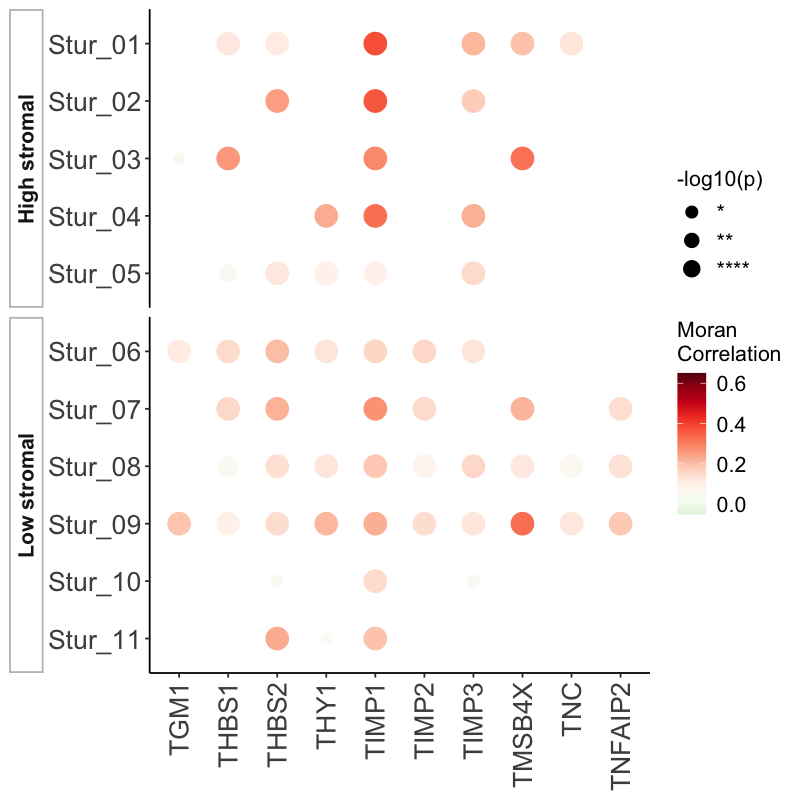 High stromal
Stur_01
Stur_02
Stur_03
Stur_04
Stur_05
Low stromal
Stur_06
Stur_07
Stur_08
Stur_09
Stur_10
Stur_11
TGM1
THBS1
THBS2
THY1
TIMP1
TIMP2
TIMP3
TMSB4X
TNC
TNFAIP2
-log10(p)
*
**
****
Moran
Correlation
0.6
0.4
0.2
0.0